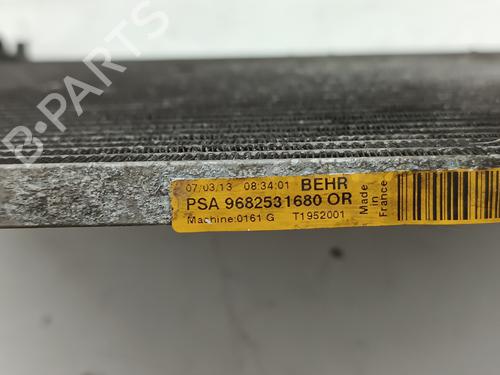 B-PARTS
07/03.13 08:34:01 BEHR
PSA 9682531680 OR
Machine:0161 G T1952001
Made
in
France